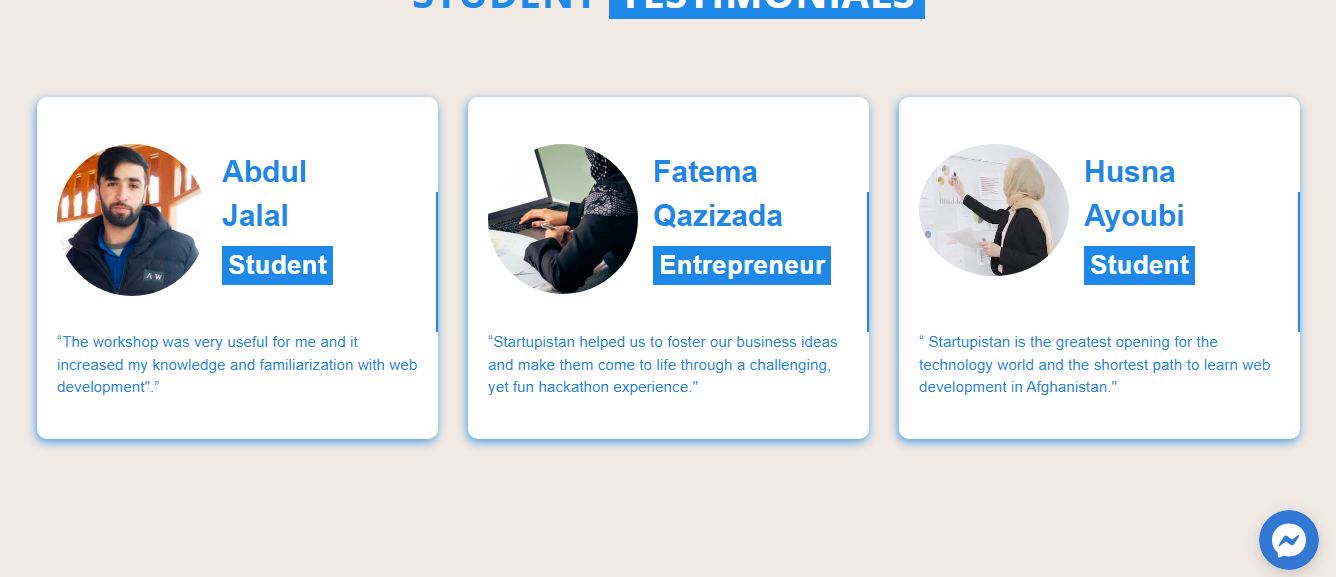 STUDENT TESTIMONIALS
Abdul
Jalal
Student
“The workshop was very useful for me and it
increased my knowledge and familiarization with web
development".”
Fatema
Qazizada
Entrepreneur
“Startupistan helped us to foster our business ideas
and make them come to life through a challenging,
yet fun hackathon experience."
Husna
Ayoubi
Student
“ Startupistan is the greatest opening for the
technology world and the shortest path to learn web
development in Afghanistan."